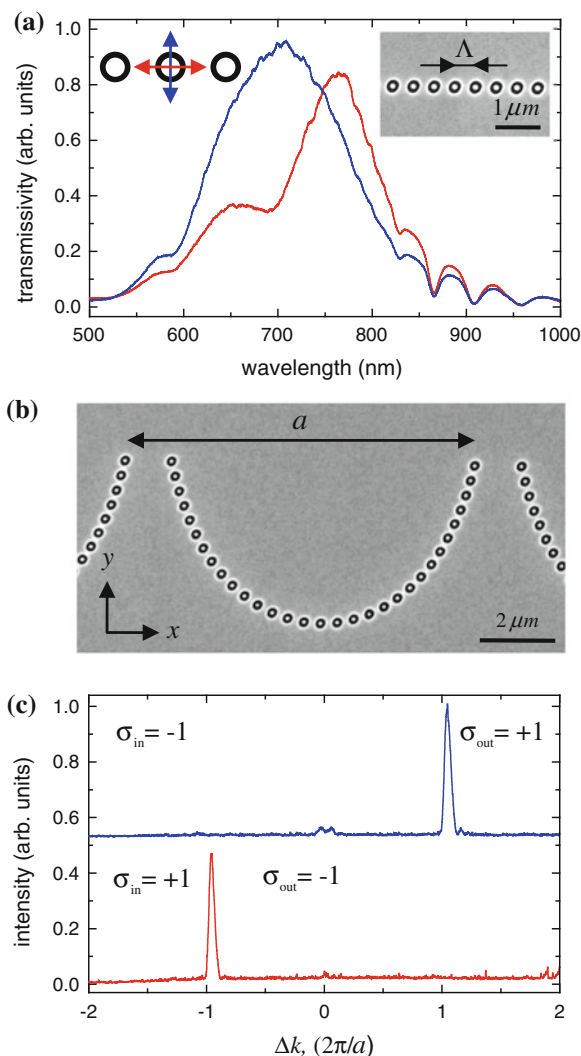 (a)
1.0
0.8
0.6
0.4
0.2
0.0
transmissivity (arb. units)
Λ
1 μm
500 600 700 800 900 1000
wavelength (nm)
(b)
a
y
x
2 μm
(c)
1.0
0.8
0.6
0.4
0.2
0.0
intensity (arb. units)
σin= -1 σout= +1
σin= +1 σout= -1
-2 -1 0 1 2
Δk, (2π/a)